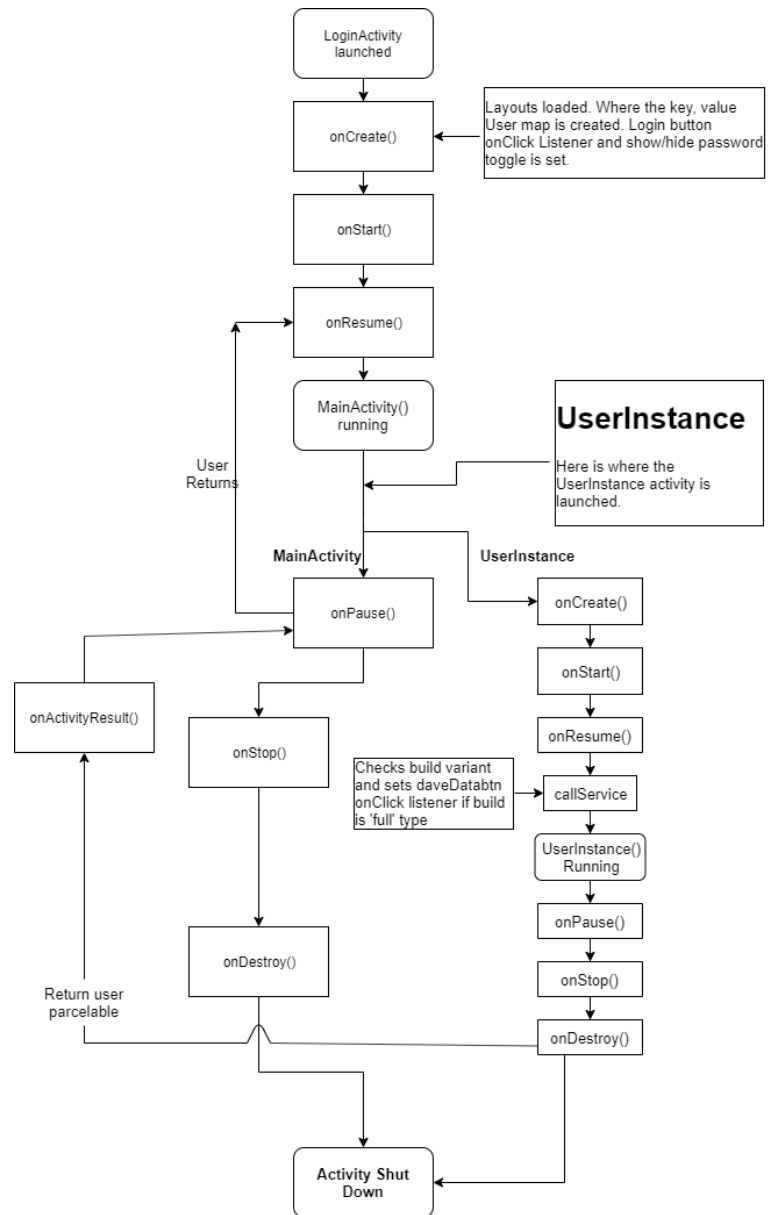 LoginActivity
launched
onCreate()
Layouts loaded. Where the key, value
User map is created. Login button
onClick Listener and show/hide password
toggle is set.
onStart()
onResume()
MainActivity()
running
UserInstance
Here is where the
UserInstance activity is
launched.
User
Returns
MainActivity
UserInstance
onPause()
onCreate()
onStart()
onActivityResult()
onStop()
onResume()
Checks build variant
and sets daveDatabtn
onClick listener if build
is 'full' type
callService
UserInstance()
Running
onPause()
onDestroy()
onStop()
Return user
parcelable
onDestroy()
Activity Shut
Down